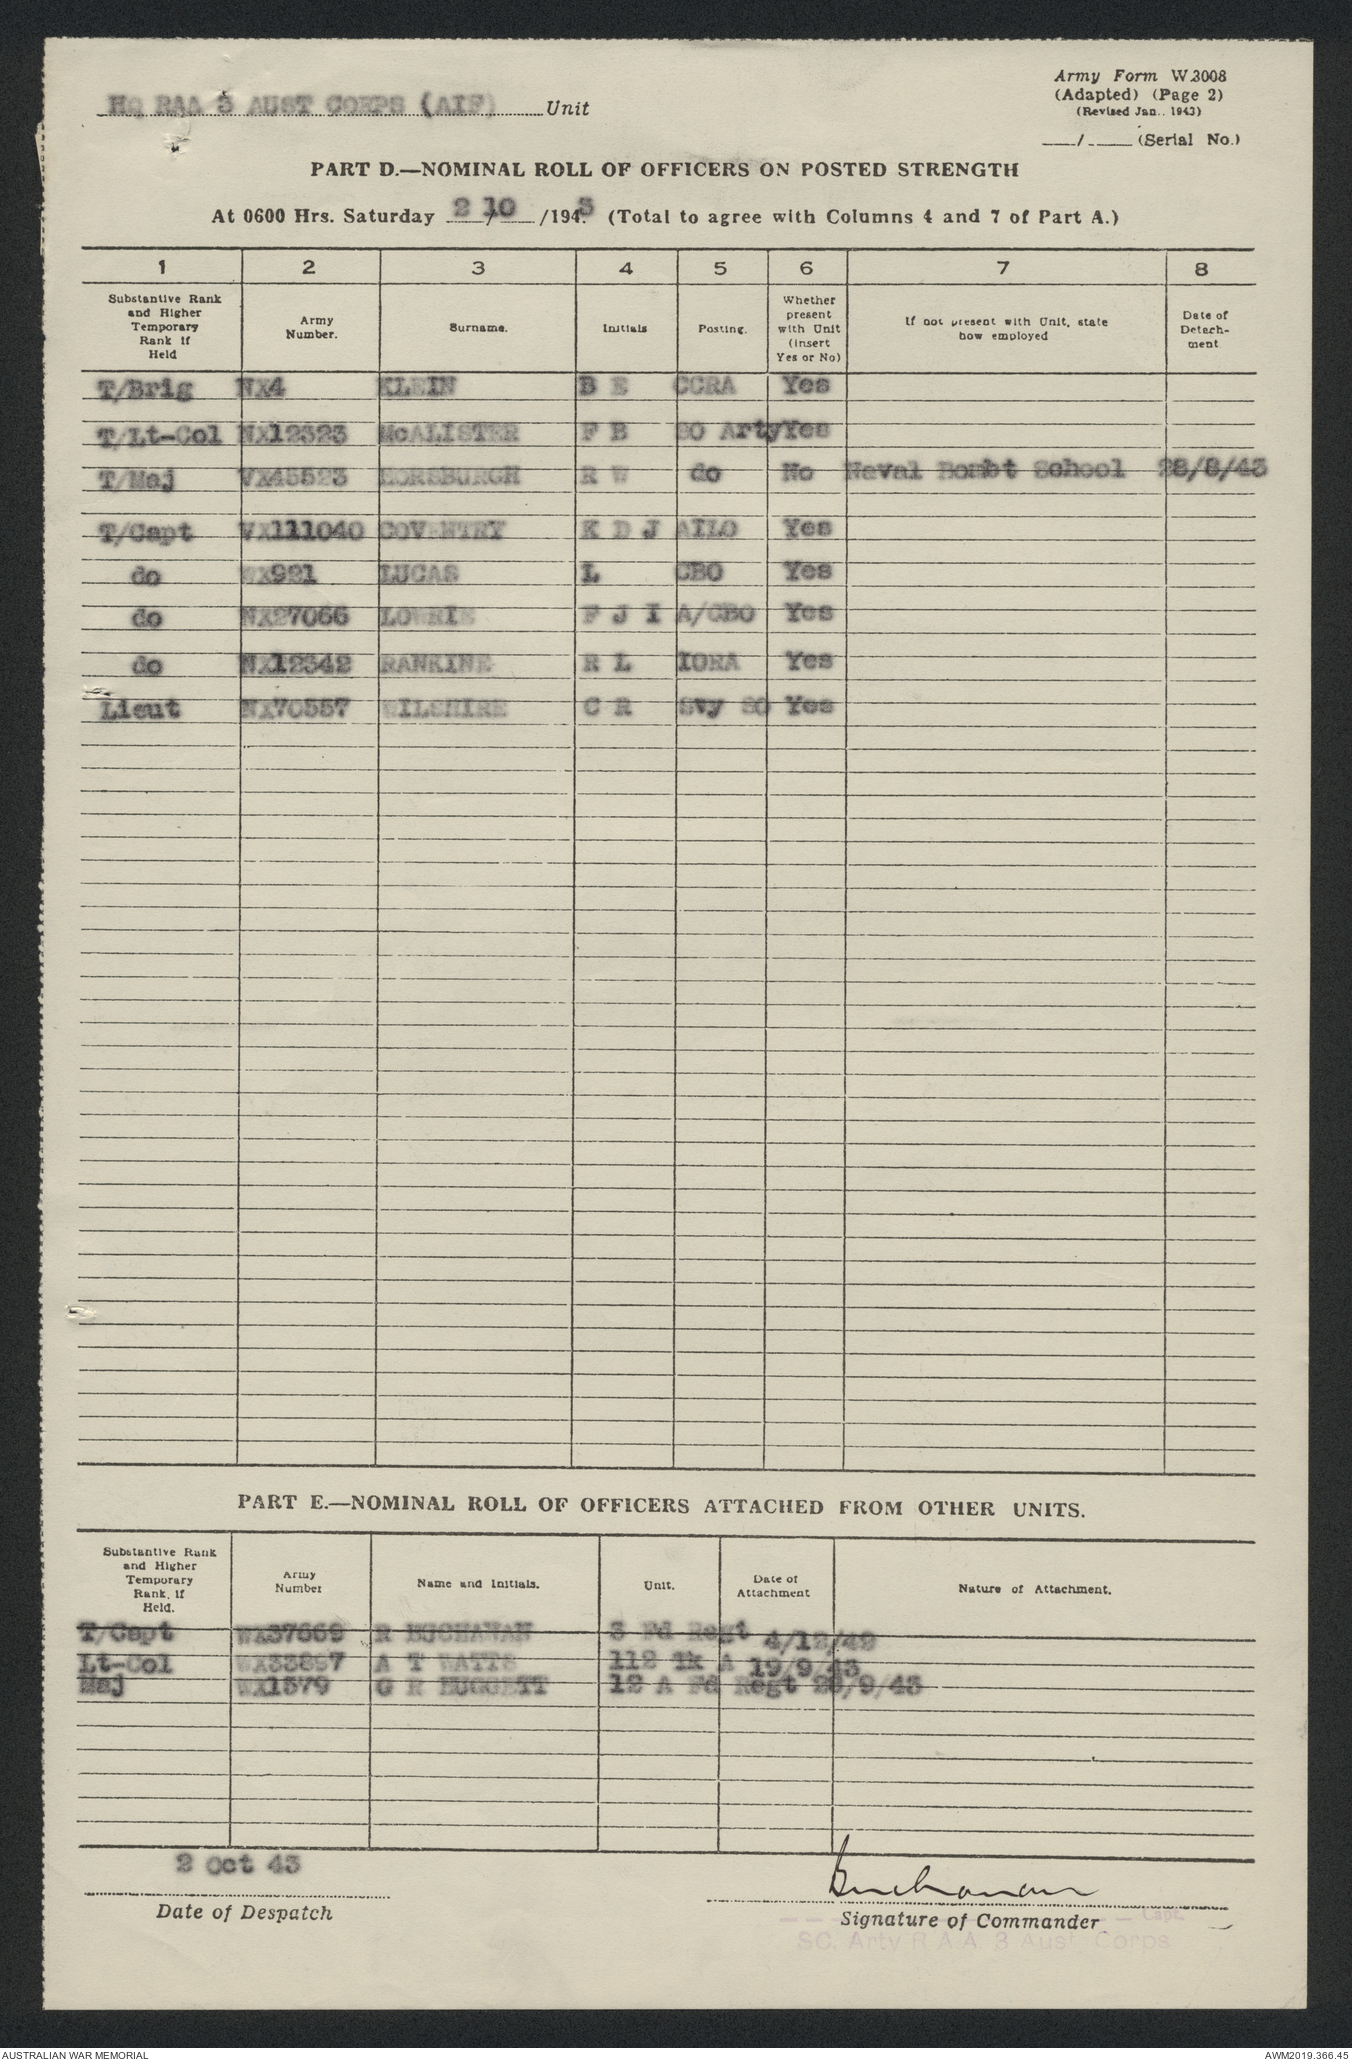 HQ RAA 3 AUST CORPS (AIF) Unit
Army Form W.3008
(Adapted) (Page 2)
(Revised Jan., 1943)
/ (Serial No.)
PART D.—NOMINAL ROLL OF OFFICERS ON POSTED STRENGTH
At 0600 Hrs. Saturday 2/10/1943 (Total to agree with Columns 4 and 7 of Part A.)
1 2 3 4 5 6 7 8
Substantive Rank and Higher Temporary Rank if Held
Army Number.
Surname.
Initials
Posting.
Whether present with Unit (insert Yes or No)
If not present with Unit, state how employed
Date of Detachment
T/Brig NX4 KLEIN B E CCRA Yes
T/Lt-Col NX12323 McALISTER F B SO Arty Yes
T/Maj VX45523 HORSBURGH R W do No Naval Bombt School 28/8/43
T/Capt VX111040 COVENTRY K D J AILO Yes
do WX921 LUCAS L CBO Yes
do NX27066 LOWRIE F J I A/CBO Yes
do NX12342 RANKINE R L IORA Yes
Lieut NX70557 WILSHIRE C R Svy SO Yes
PART E.—NOMINAL ROLL OF OFFICERS ATTACHED FROM OTHER UNITS.
Substantive Rank and Higher Temporary Rank, if Held.
Army Number
Name and Initials.
Unit.
Date of Attachment
Nature of Attachment.
T/Capt WX37669 R BUCHANAN 3 Fd Regt 4/12/42
Lt-Col WX33897 A T WATTS 112 Tk A 19/9/43
Maj WX1579 G R HUGGETT 12 A Fd Regt 28/9/43
2 Oct 43
Date of Despatch
Buchanan
Signature of Commander
Capt.
SC. Arty R A A 3 Aust Corps
AUSTRALIAN WAR MEMORIAL
AWM2019.366.45